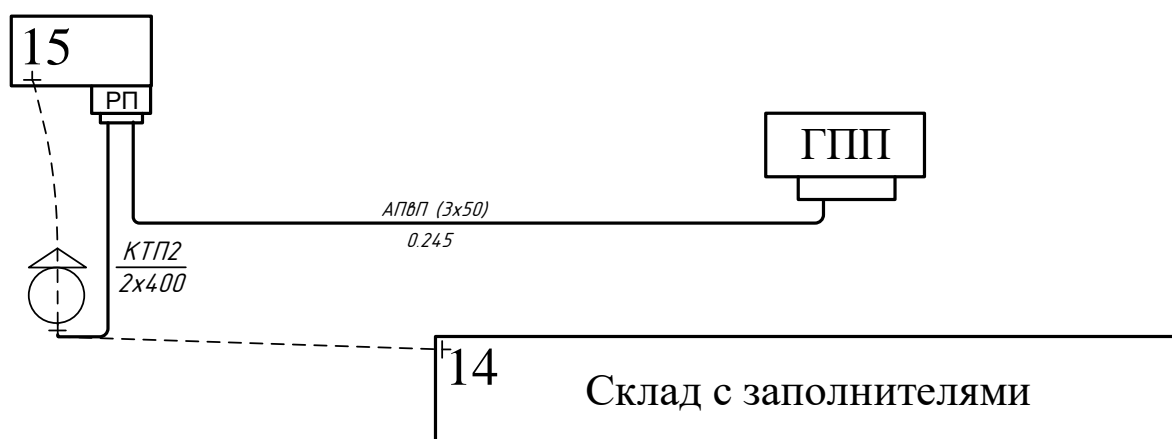 15
РП
ГПП
АПвП (3х50)
0.245
КТП2
2х400
14
Склад с заполнителями